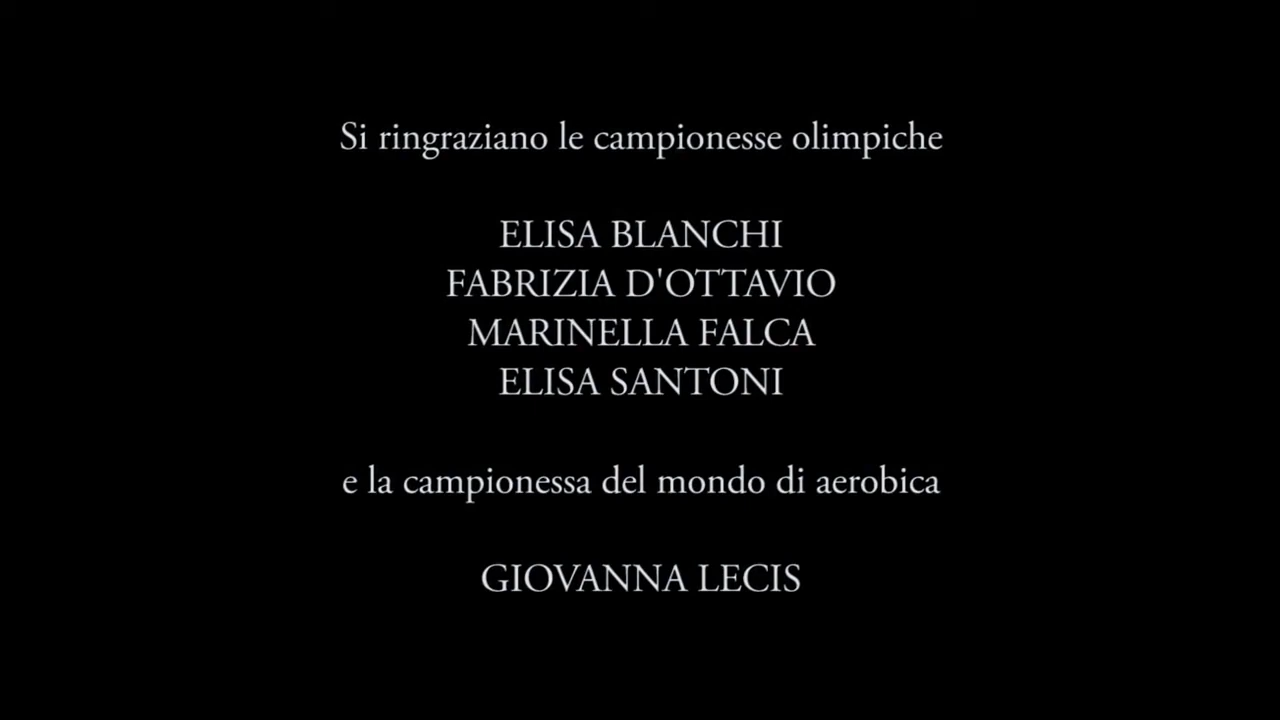 Si ringraziano le campionesse olimpiche
ELISA BLANCHI
FABRIZIA D'OTTAVIO
MARINELLA FALCA
ELISA SANTONI
e la campionessa del mondo di aerobica
GIOVANNA LECIS